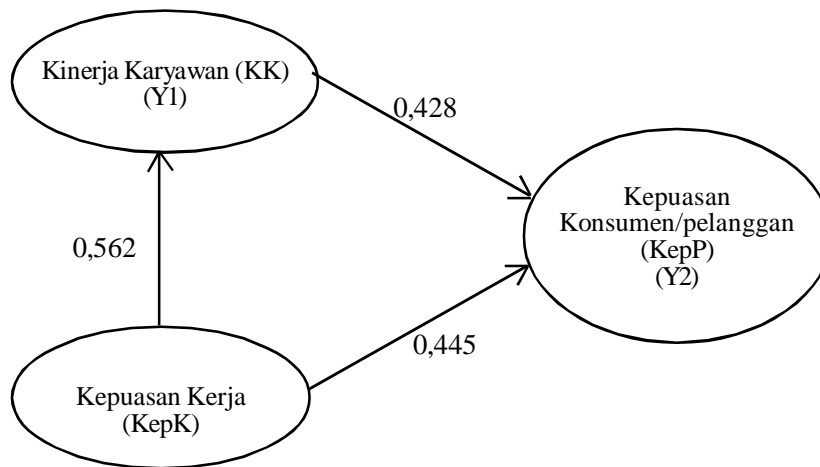 Kinerja Karyawan (KK)
(Y1)
0,428
Kepuasan
Konsumen/pelanggan
(KepP)
(Y2)
0,562
0,445
Kepuasan Kerja
(KepK)